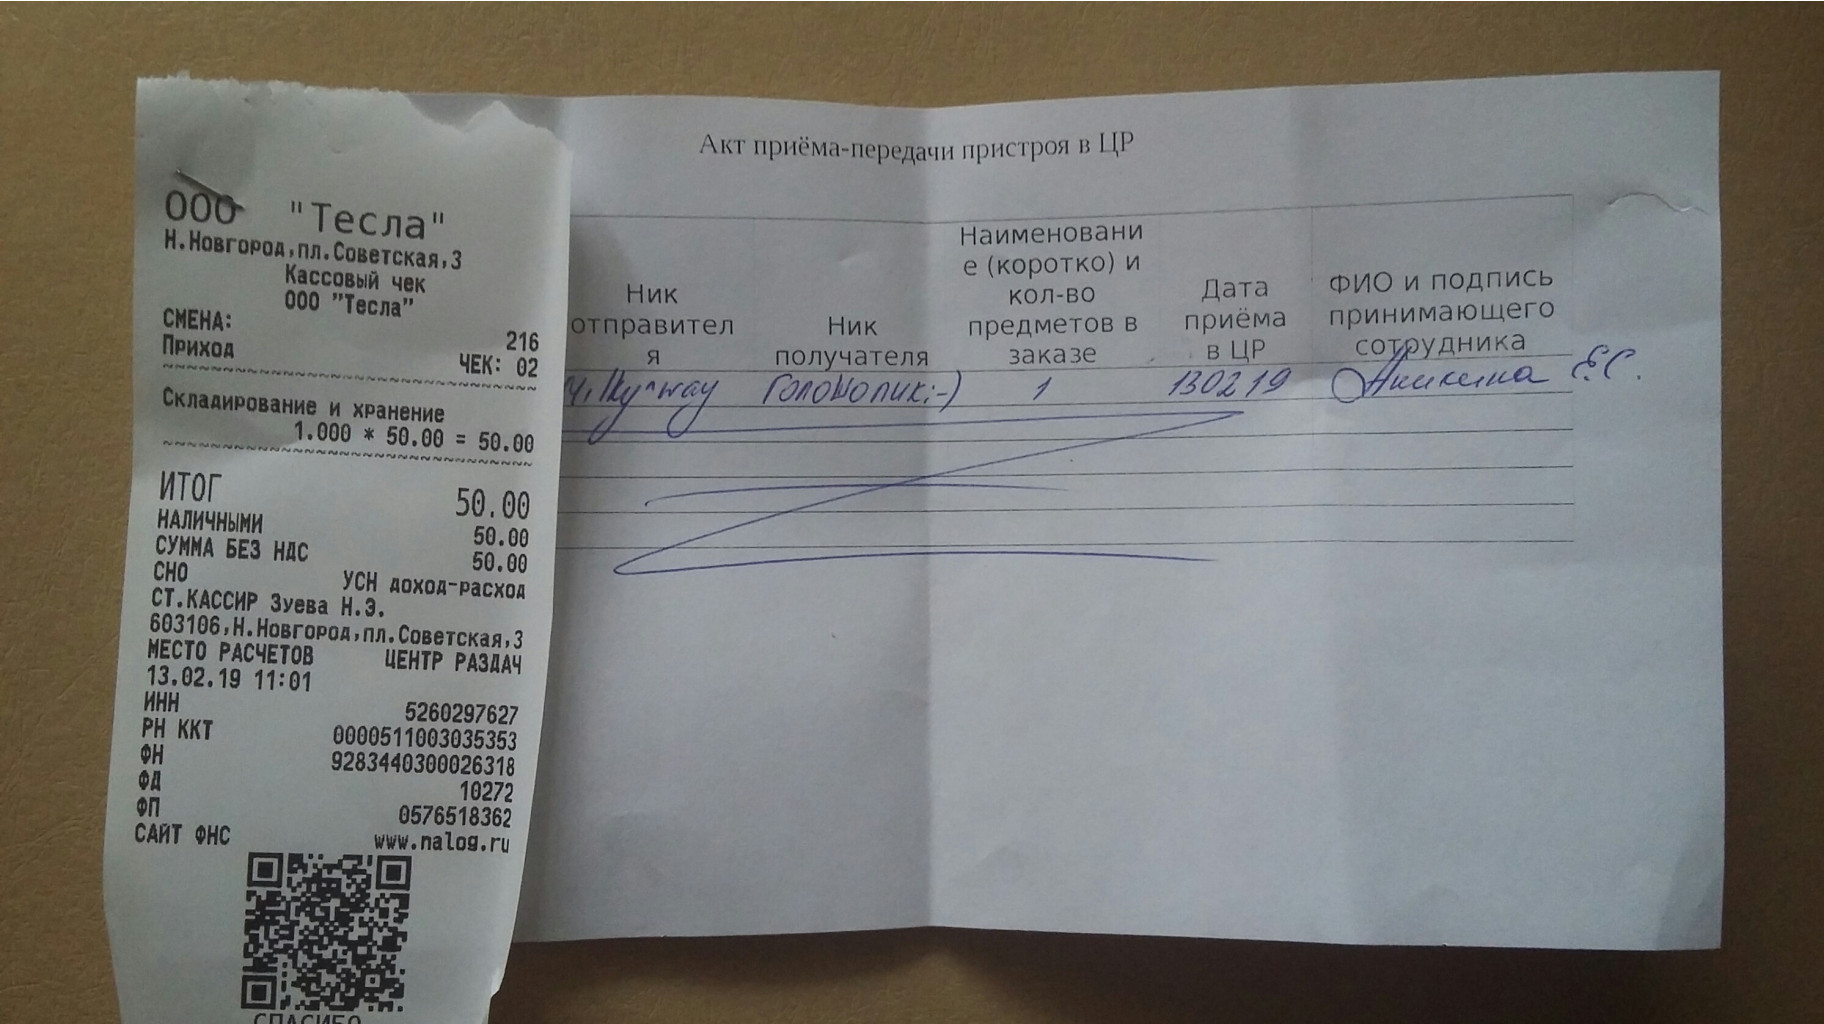 ООО "Тесла"
Н.Новгород,пл.Советская,3
Кассовый чек
ООО "Тесла"
СМЕНА: 216
Приход ЧЕК: 02
Складирование и хранение
1.000 * 50.00 = 50.00
ИТОГ 50.00
НАЛИЧНЫМИ 50.00
СУММА БЕЗ НДС 50.00
СНО УСН доход-расход
СТ.КАССИР Зуева Н.Э.
603106,Н.Новгород,пл.Советская,3
МЕСТО РАСЧЕТОВ ЦЕНТР РАЗДАЧ
13.02.19 11:01
ИНН 5260297627
РН ККТ 0000511003035353
ФН 9283440300026318
ФД 10272
ФП 0576518362
САЙТ ФНС www.nalog.ru
СПАСИБО
Акт приёма-передачи пристроя в ЦР
Ник
отправител
я
Ник
получателя
Наименовани
е (коротко) и
кол-во
предметов в
заказе
Дата
приёма
в ЦР
ФИО и подпись
принимающего
сотрудника
1 130219 Аникина Е.С.